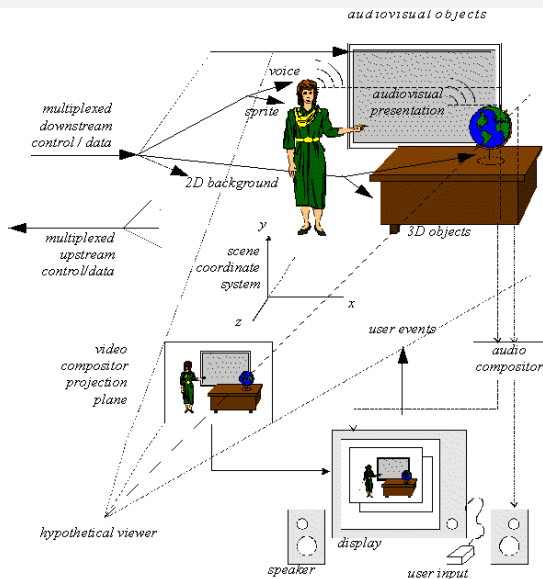 audiovisual objects
voice
sprite
audiovisual
presentation
multiplexed
downstream
control / data
2D background
3D objects
multiplexed
upstream
control/data
y
scene
coordinate
system
x
z
user events
video
compositor
projection
plane
audio
compositor
hypothetical viewer
display
speaker
user input